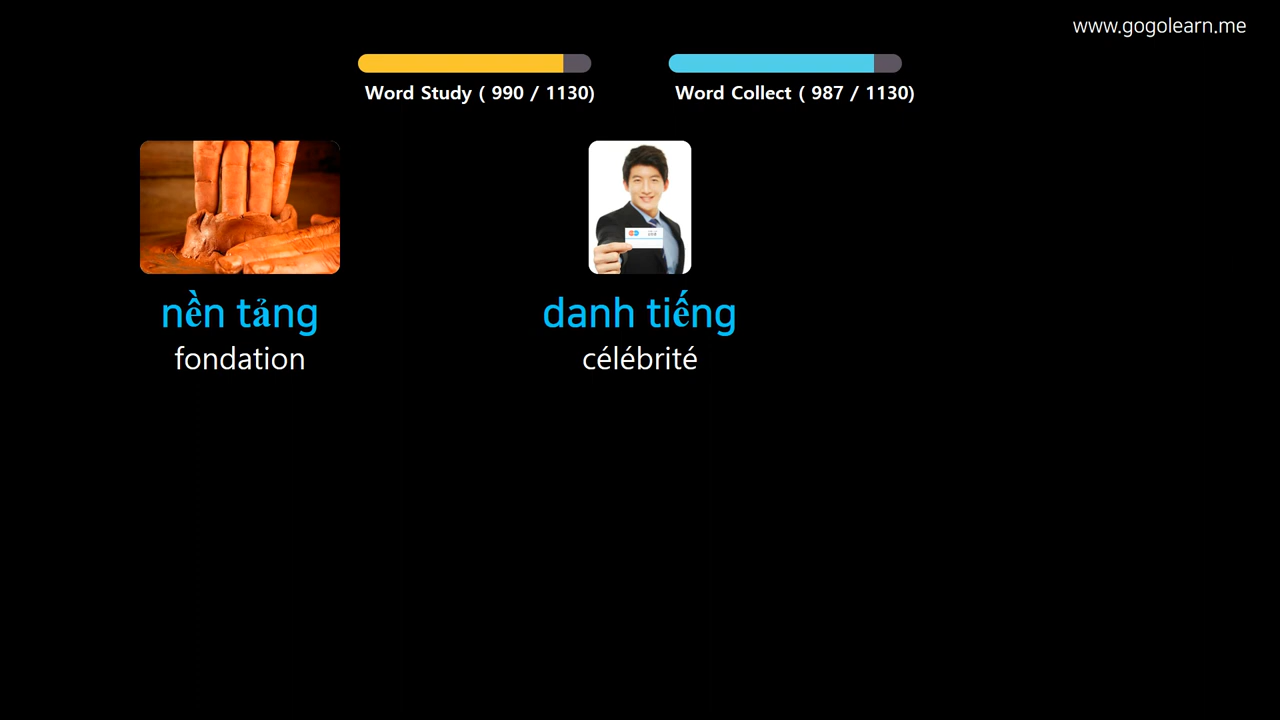 www.gogolearn.me
Word Study ( 990 / 1130)
Word Collect ( 987 / 1130)
nền tảng
fondation
danh tiếng
célébrité